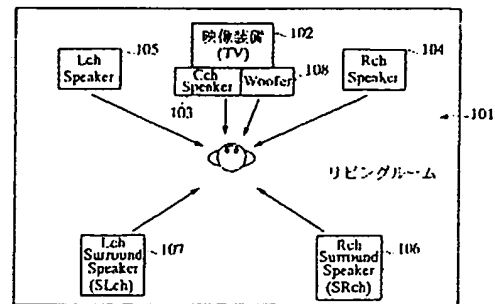 映像装置
(TV)
102
Lch
Speaker
105
Cch
Speaker
Woofer
108
Rch
Speaker
104
103
101
リビングルーム
Lch
Surround
Speaker
(SLch)
107
Rch
Surround
Speaker
(SRch)
106